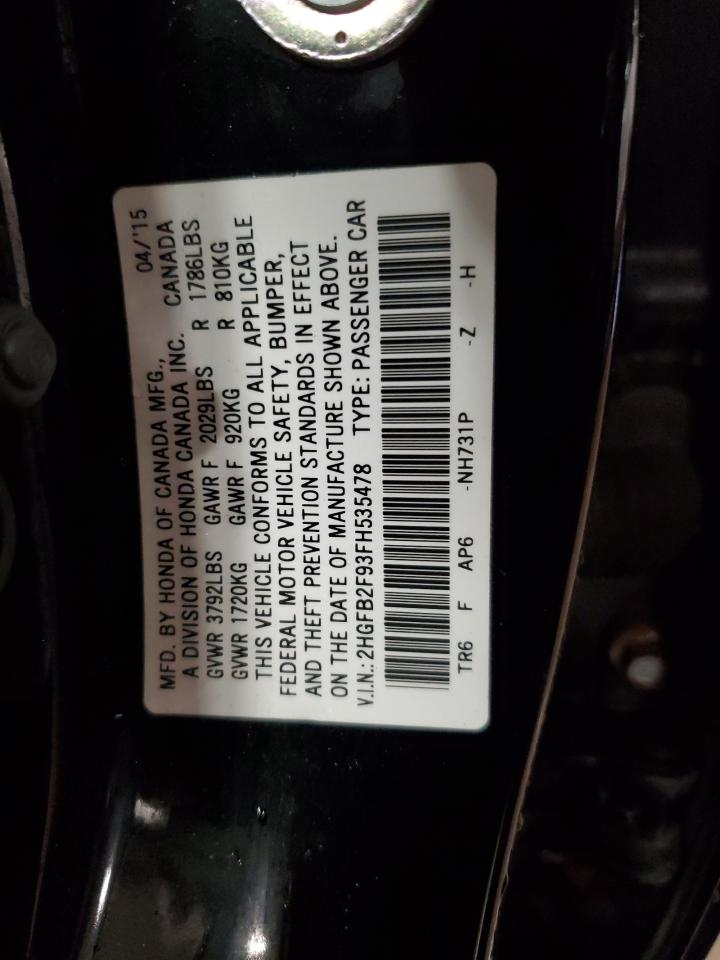 MFD. BY HONDA OF CANADA MFG., 04/'15
A DIVISION OF HONDA CANADA INC. CANADA
GVWR 3792LBS GAWR F 2029LBS R 1786LBS
GVWR 1720KG GAWR F 920KG R 810KG
THIS VEHICLE CONFORMS TO ALL APPLICABLE
FEDERAL MOTOR VEHICLE SAFETY, BUMPER,
AND THEFT PREVENTION STANDARDS IN EFFECT
ON THE DATE OF MANUFACTURE SHOWN ABOVE.
V.I.N.: 2HGFB2F93FH535478 TYPE: PASSENGER CAR
TR6 F AP6 -NH731P -Z -H